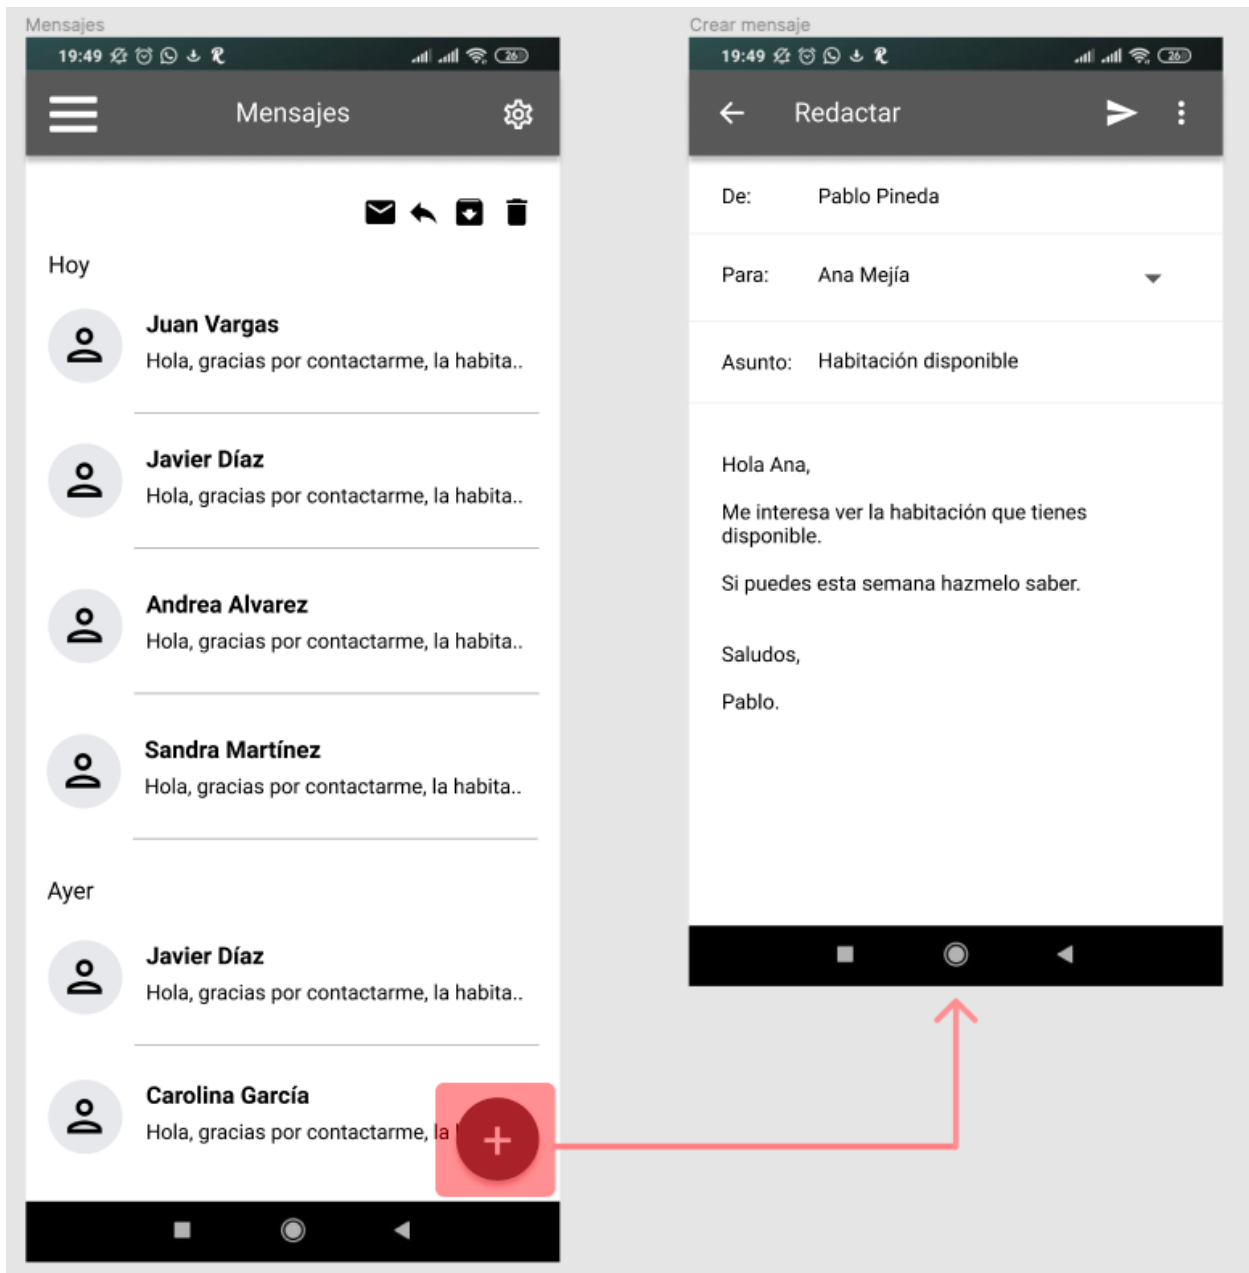 Mensajes
19:49
26
Mensajes
Hoy
Juan Vargas
Hola, gracias por contactarme, la habita..
Javier Díaz
Hola, gracias por contactarme, la habita..
Andrea Alvarez
Hola, gracias por contactarme, la habita..
Sandra Martínez
Hola, gracias por contactarme, la habita..
Ayer
Javier Díaz
Hola, gracias por contactarme, la habita..
Carolina García
Hola, gracias por contactarme, la
Crear mensaje
19:49
26
Redactar
De: Pablo Pineda
Para: Ana Mejía
Asunto: Habitación disponible
Hola Ana,
Me interesa ver la habitación que tienes
disponible.
Si puedes esta semana hazmelo saber.
Saludos,
Pablo.